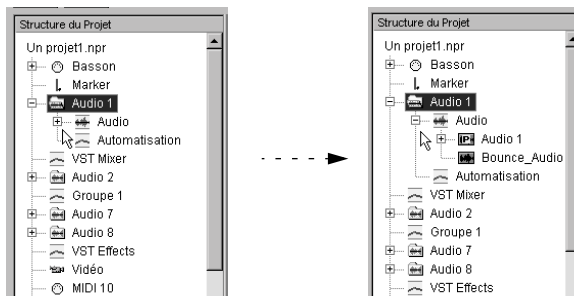 Structure du Projet
Un projet1.npr
Basson
Marker
Audio 1
Audio
Automatisation
VST Mixer
Audio 2
Groupe 1
Audio 7
Audio 8
VST Effects
Vidéo
MIDI 10
Structure du Projet
Un projet1.npr
Basson
Marker
Audio 1
Audio
IP Audio 1
Bounce_Audio
Automatisation
VST Mixer
Audio 2
Groupe 1
Audio 7
Audio 8
VST Effects